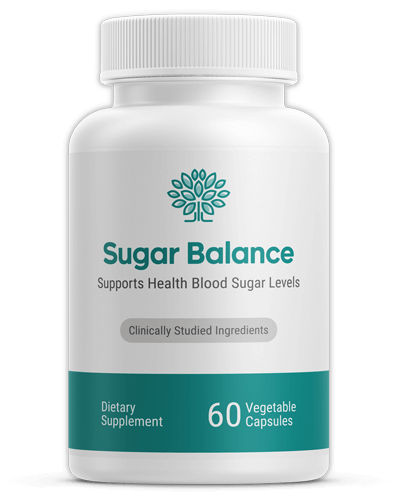 Sugar Balance
Supports Health Blood Sugar Levels
Clinically Studied Ingredients
Dietary
Supplement
60 Vegetable
Capsules